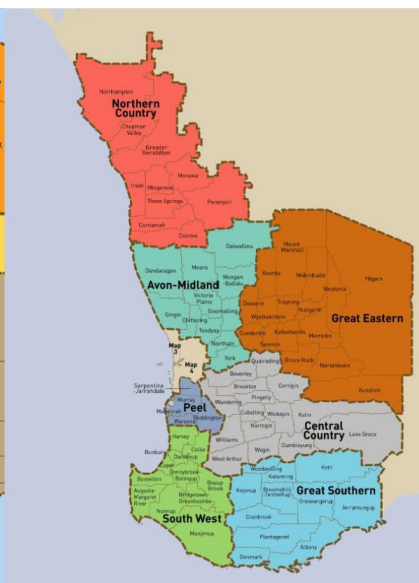 Northampton
Northern
Country
Chapman
Valley
Greater
Geraldton
Morawa
Irwin
Mingenew
Three Springs
Perenjori
Carnamah
Coorow
Dalwallinu
Mount
Marshall
Dandaragan
Moora
Koorda
Mukinbudin
Yilgarn
Wongan
-Ballidu
Avon-Midland
Westonia
Victoria
Plains
Dowerin
Trayning
Nungarin
Gingin
Goomalling
Wyalkatchem
Great Eastern
Chittering
Toodyay
Cunderdin
Kellerberrin
Merredin
Northam
Tammin
Map
3
York
Quairading
Bruce Rock
Narembeen
Map
4
Beverley
Serpentine
-Jarrahdale
Brookton
Corrigin
Kondinin
Murray
Mandurah
Peel
Wandering
Pingelly
Boddington
Cuballing
Wickepin
Kulin
Waroona
Narrogin
Central
Country
Lake Grace
Harvey
Williams
Wagin
Dumbleyung
Bunbury
Collie
West Arthur
Dardanup
Capel
Woodanilling
Kent
Donnybrook
Balingup
Katanning
Busselton
Boyup
Brook
Kojonup
Broomehill
Tambellup
Great Southern
Augusta
Margaret
River
Bridgetown
Greenbushes
Gnowangerup
Jerramungup
Nannup
Cranbrook
South West
Manjimup
Plantagenet
Albany
Denmark